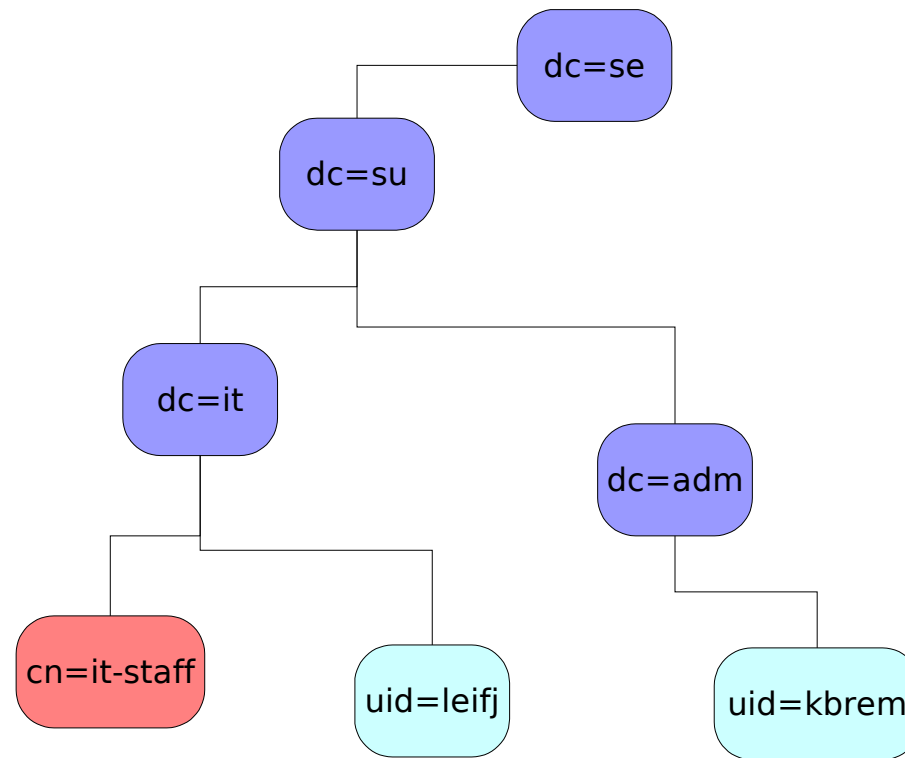 dc=se
dc=su
dc=it
dc=adm
cn=it-staff
uid=leifj
uid=kbrem